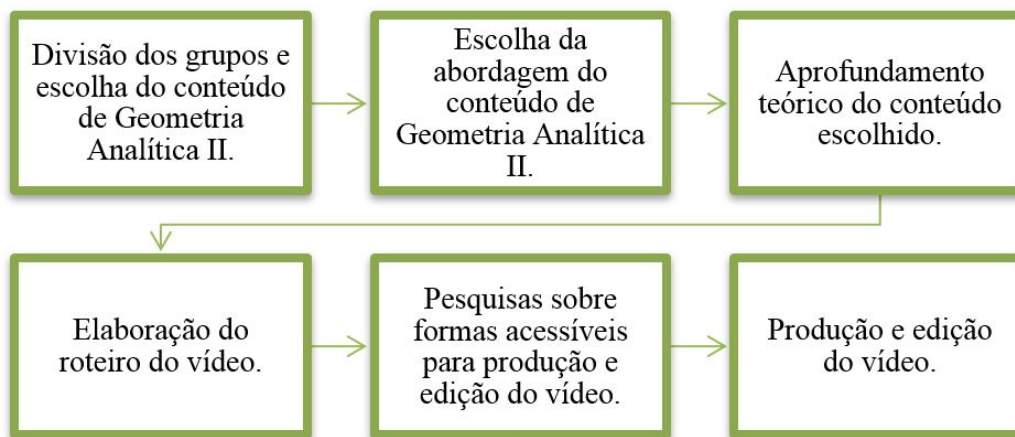 Divisão dos grupos e
escolha do conteúdo
de Geometria
Analítica II.
Escolha da
abordagem do
conteúdo de
Geometria Analítica
II.
Aprofundamento
teórico do conteúdo
escolhido.
Elaboração do
roteiro do vídeo.
Pesquisas sobre
formas acessíveis
para produção e
edição do vídeo.
Produção e edição
do vídeo.